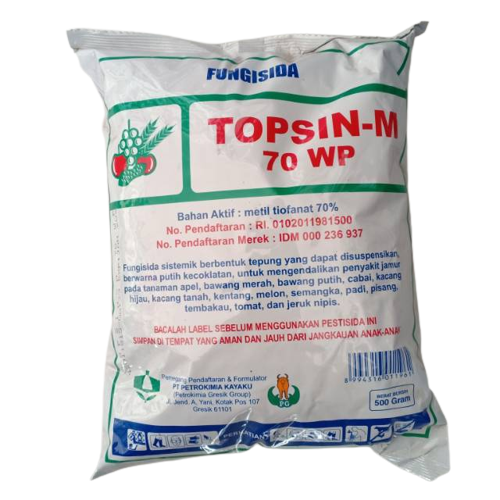 FUNGISIDA
TOPSIN-M
70 WP
Bahan Aktif : metil tiofanat 70%
No. Pendaftaran : RI. 0102011981500
No. Pendaftaran Merek : IDM 000 236 937
Fungisida sistemik berbentuk tepung yang dapat disuspensikan,
berwarna putih kecoklatan, untuk mengendalikan penyakit jamur
pada tanaman apel, bawang merah, bawang putih, cabai, kacang
hijau, kacang tanah, kentang, melon, semangka, padi, pisang,
tembakau, tomat, dan jeruk nipis.
BACALAH LABEL SEBELUM MENGGUNAKAN PESTISIDA INI
SIMPAN DI TEMPAT YANG AMAN DAN JAUH DARI JANGKAUAN ANAK-ANAK
Pemegang Pendaftaran & Formulator
PT PETROKIMIA KAYAKU
(Petrokimia Gresik Group)
Jl. Jend. A. Yani, Kotak Pos 107
Gresik 61101
PG
BERAT BERSIH
500 Gram